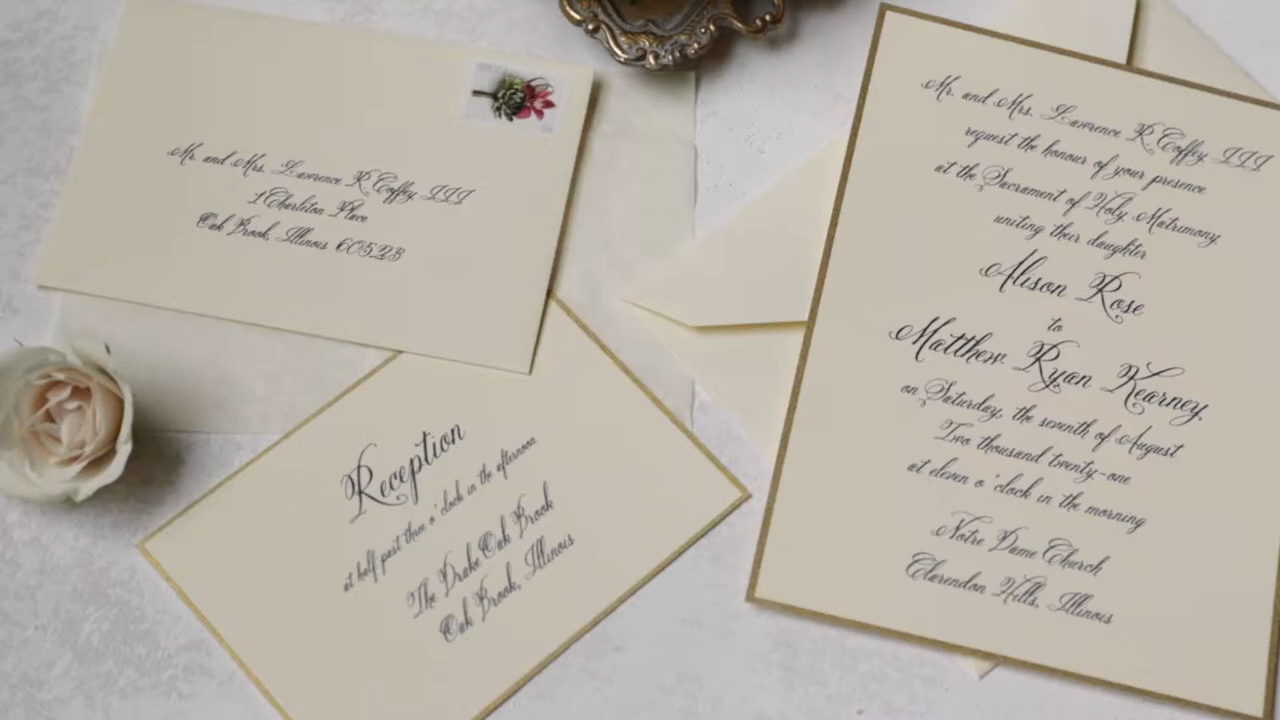 Mr. and Mrs. Lawrence R. Coffey, III
1 Charleton Place
Oak Brook, Illinois 60523
Reception
at half past three o'clock in the afternoon
The Drake Oak Brook
Oak Brook, Illinois
Mr. and Mrs. Lawrence R. Coffey, III
request the honour of your presence
at the Sacrament of Holy Matrimony
uniting their daughter
Alison Rose
to
Matthew Ryan Kearney
on Saturday, the seventh of August
Two thousand twenty-one
at eleven o'clock in the morning
Notre Dame Church
Clarendon Hills, Illinois